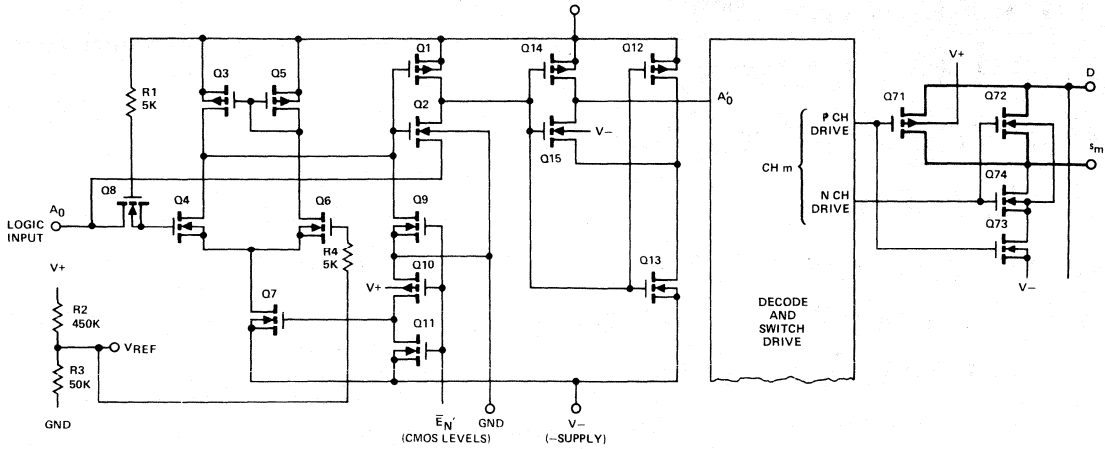 Q1
Q14
Q12
V+
Q3
Q5
D
R1
5K
Q2
A'0
Q71
Q72
P CH
DRIVE
V-
Q15
CH m
Sm
Q8
Q4
Q6
Q9
N CH
DRIVE
Q74
A0
LOGIC
INPUT
R4
5K
Q73
Q10
Q13
V+
V+
Q7
Q11
V-
R2
450K
DECODE
AND
SWITCH
DRIVE
VREF
R3
50K
GND
EN'
(CMOS LEVELS)
GND
V-
(-SUPPLY)